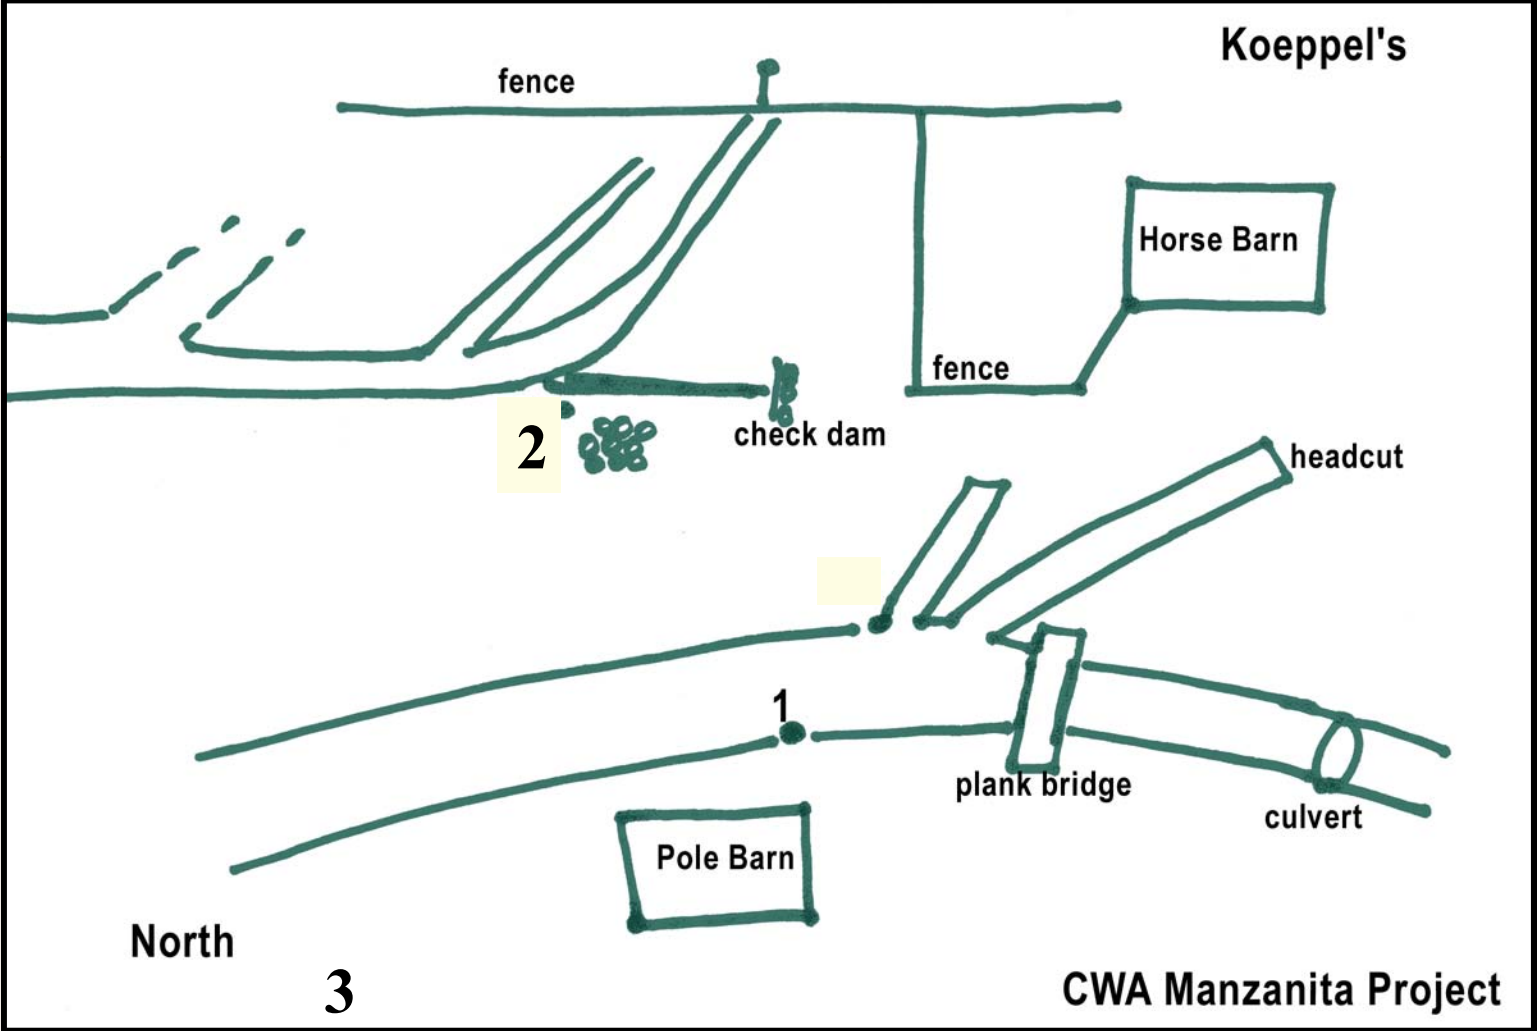 Koeppel's
fence
Horse Barn
fence
check dam
2
headcut
1
plank bridge
culvert
Pole Barn
North
3
CWA Manzanita Project